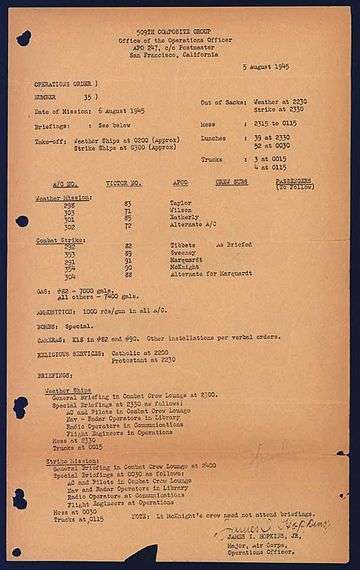 509TH COMPOSITE GROUP
Office of the Operations Officer
APO 247, c/o Postmaster
San Francisco, California
5 August 1945
OPERATIONS ORDER )
NUMBER 35 )
Out of Sacks: Weather at 2230
Strike at 2330
Date of Mission: 6 August 1945
Briefings: : See below
Mess : 2315 to 0115
Take-off: Weather Ships at 0200 (Approx)
Strike Ships at 0300 (Approx)
Lunches : 39 at 2330
52 at 0030
Trucks : 3 at 0015
4 at 0115
A/C NO. VICTOR NO. APCO CREW SUBS PASSENGERS
(To Follow)
Weather Mission:
298 83 Taylor
303 71 Wilson
301 85 Eatherly
302 72 Alternate A/C
Combat Strike:
292 82 Tibbets As Briefed
353 89 Sweeney
291 91 Marquardt
354 90 McKnight
304 88 Alternate for Marquardt
GAS: #82 - 7000 gals.
All others - 7400 gals.
AMMUNITION: 1000 rds/gun in all A/C.
BOMBS: Special.
CAMERAS: K18 in #82 and #90. Other installations per verbal orders.
RELIGIOUS SERVICES: Catholic at 2200
Protestant at 2230
BRIEFINGS:
Weather Ships
General Briefing in Combat Crew Lounge at 2300.
Special Briefings at 2330 as follows:
AC and Pilots in Combat Crew Lounge
Nav - Radar Operators in Library
Radio Operators in Communications
Flight Engineers in Operations
Mess at 2330
Trucks at 0015
Strike Mission:
General Briefing in Combat Crew Lounge at 2400
Special Briefings at 0030 as follows:
AC and Pilots in Combat Crew Lounge
Nav and Radar Operators in Library
Radio Operators at Communications
Flight Engineers at Operations
Mess at 0030
Trucks at 0115
NOTE: Lt McKnight's crew need not attend briefings.
James I Hopkins
JAMES I. HOPKINS, JR.
Major, Air Corps,
Operations Officer.